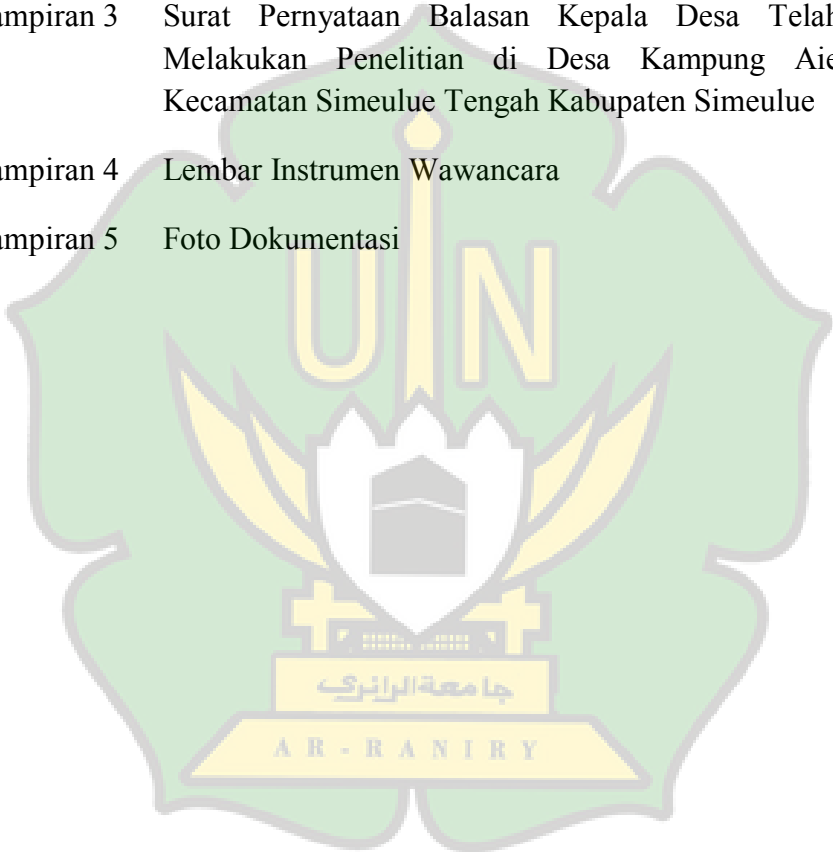 ampiran 3 Surat Pernyataan Balasan Kepala Desa Telah
Melakukan Penelitian di Desa Kampung Aie
Kecamatan Simeulue Tengah Kabupaten Simeulue
ampiran 4 Lembar Instrumen Wawancara
ampiran 5 Foto Dokumentasi
UIN
جامعة الرانري
AR-RANIRY